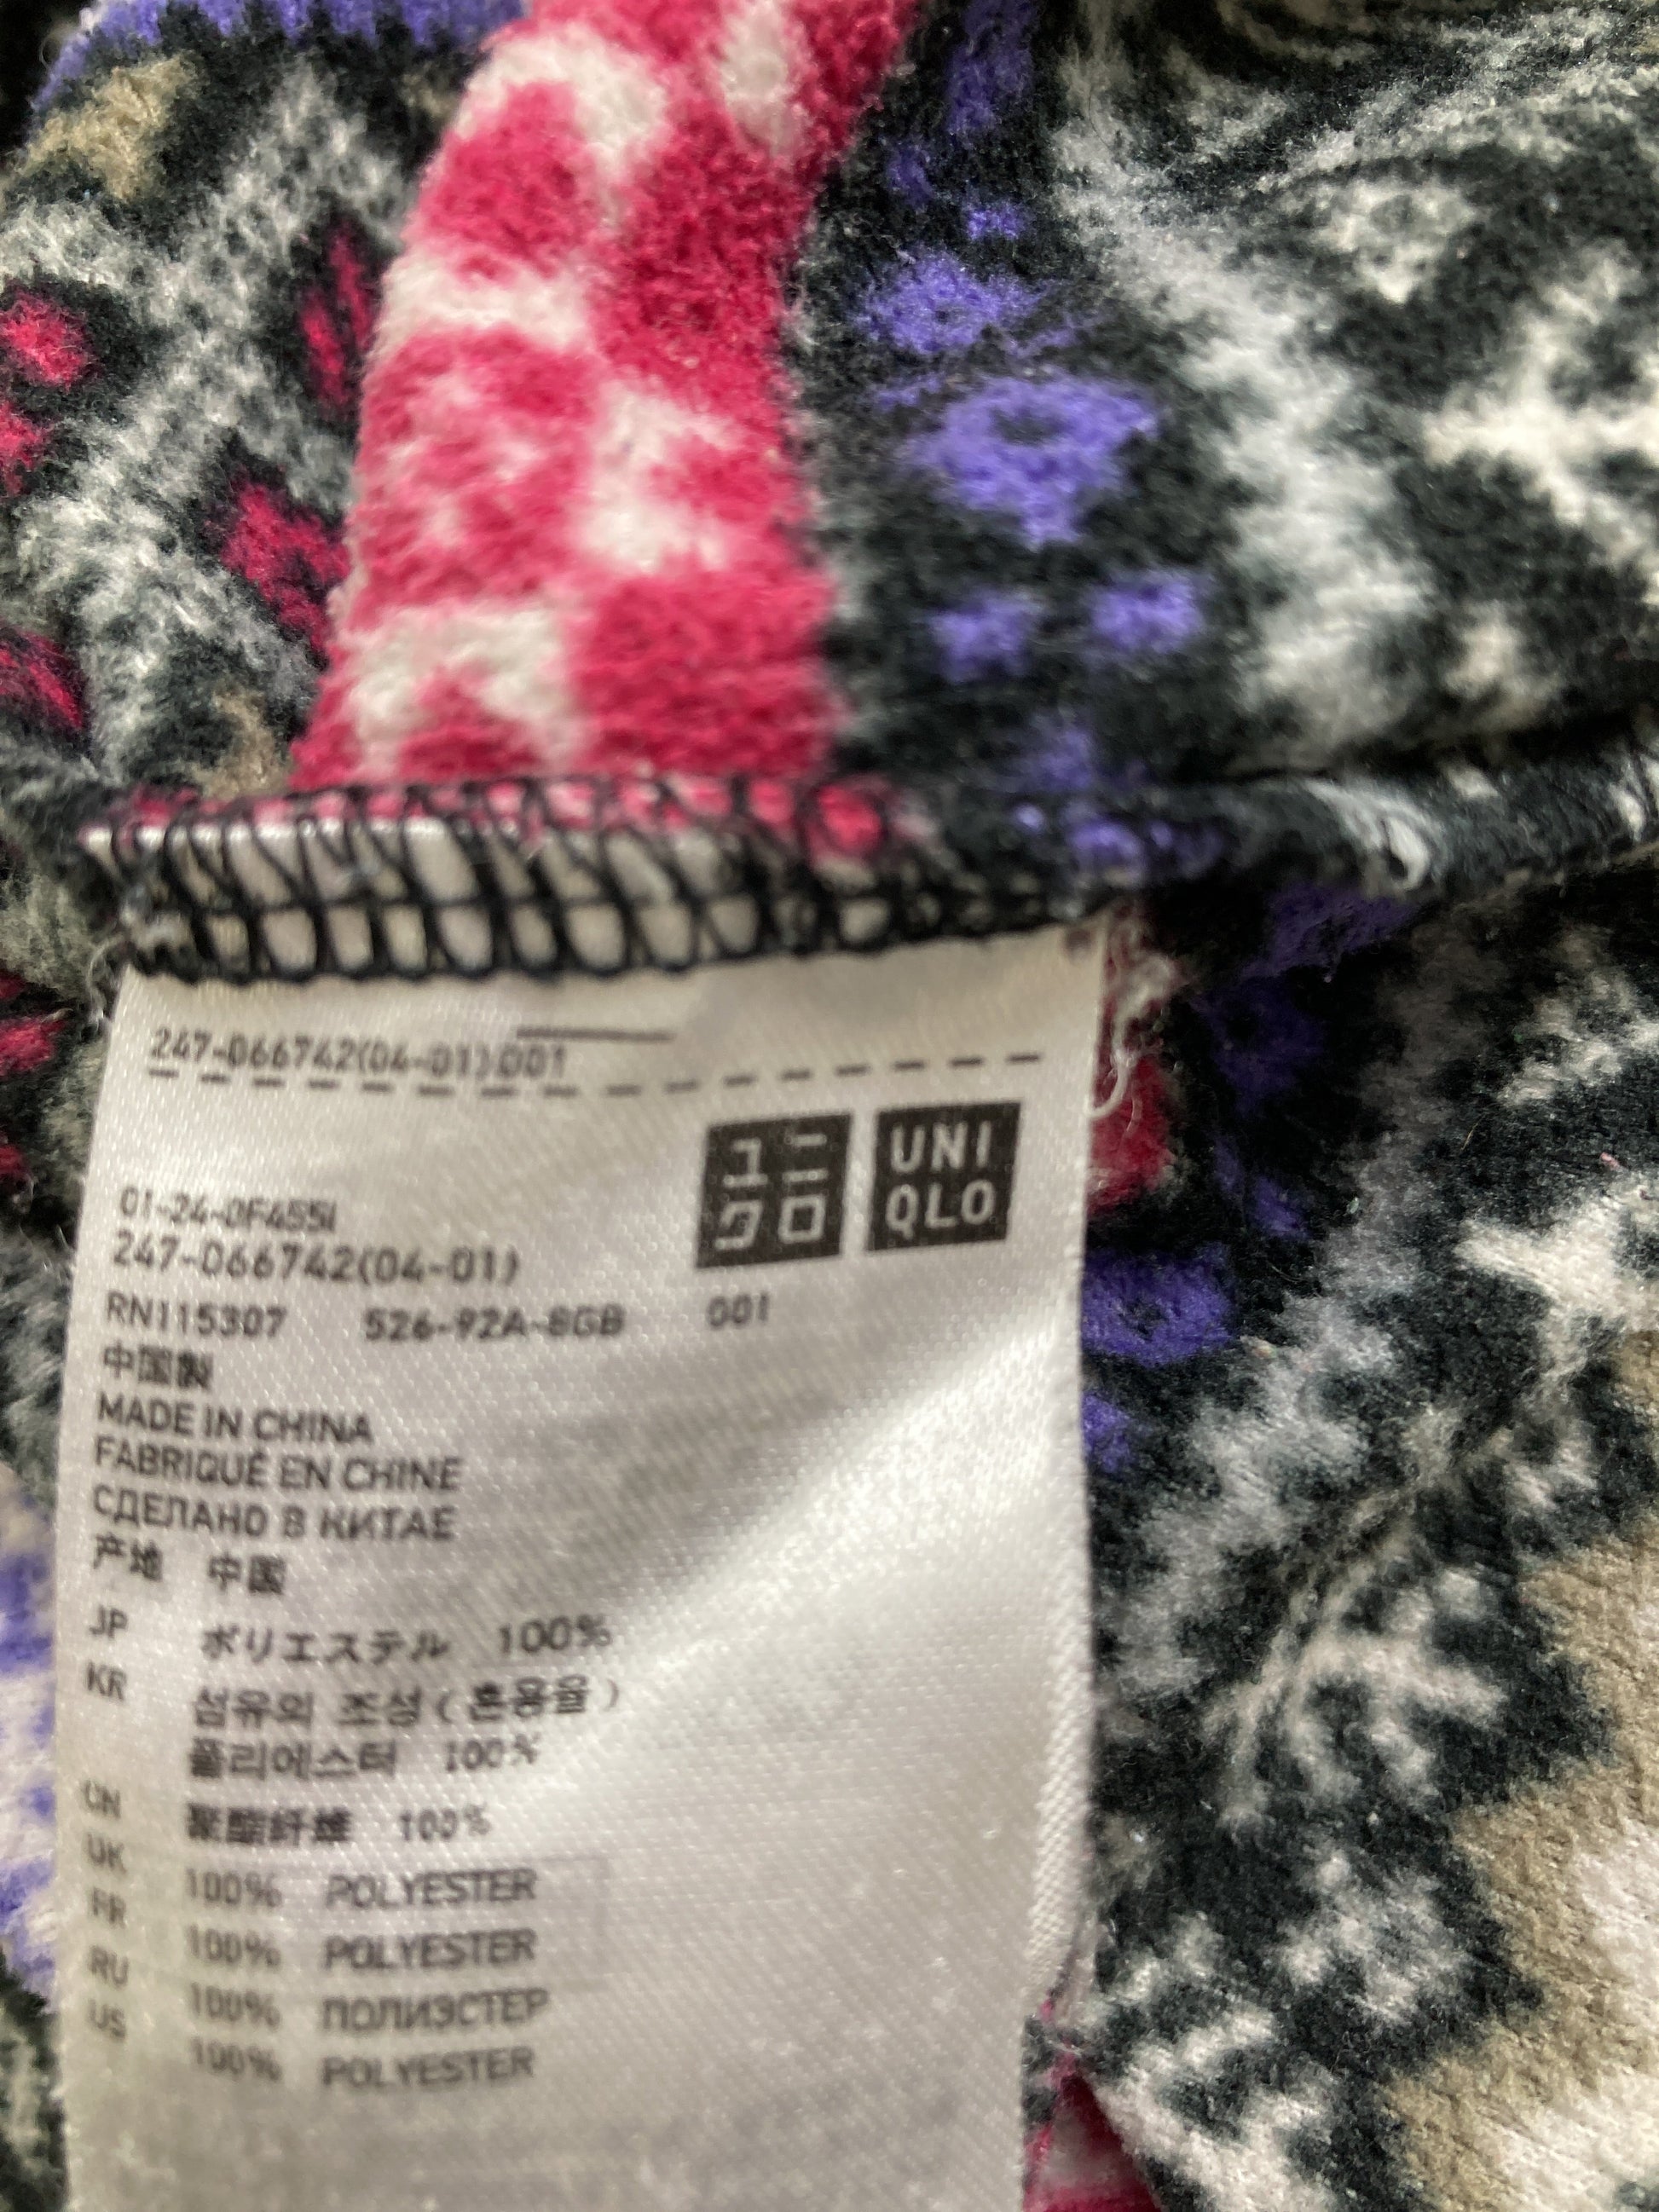 247-066742(04-01)001
ユニクロ
UNIQLO
01-24-0F455I
247-066742(04-01)
RN115307 526-92A-8GB 001
中国製
MADE IN CHINA
FABRIQUÉ EN CHINE
СДЕЛАНО В КИТАЕ
产地 中国
JP ポリエステル 100%
KR 섬유의 조성(혼용율)
폴리에스터 100%
CN 聚酯纤维 100%
UK 100% POLYESTER
FR 100% POLYESTER
RU 100% ПОЛИЭСТЕР
US 100% POLYESTER